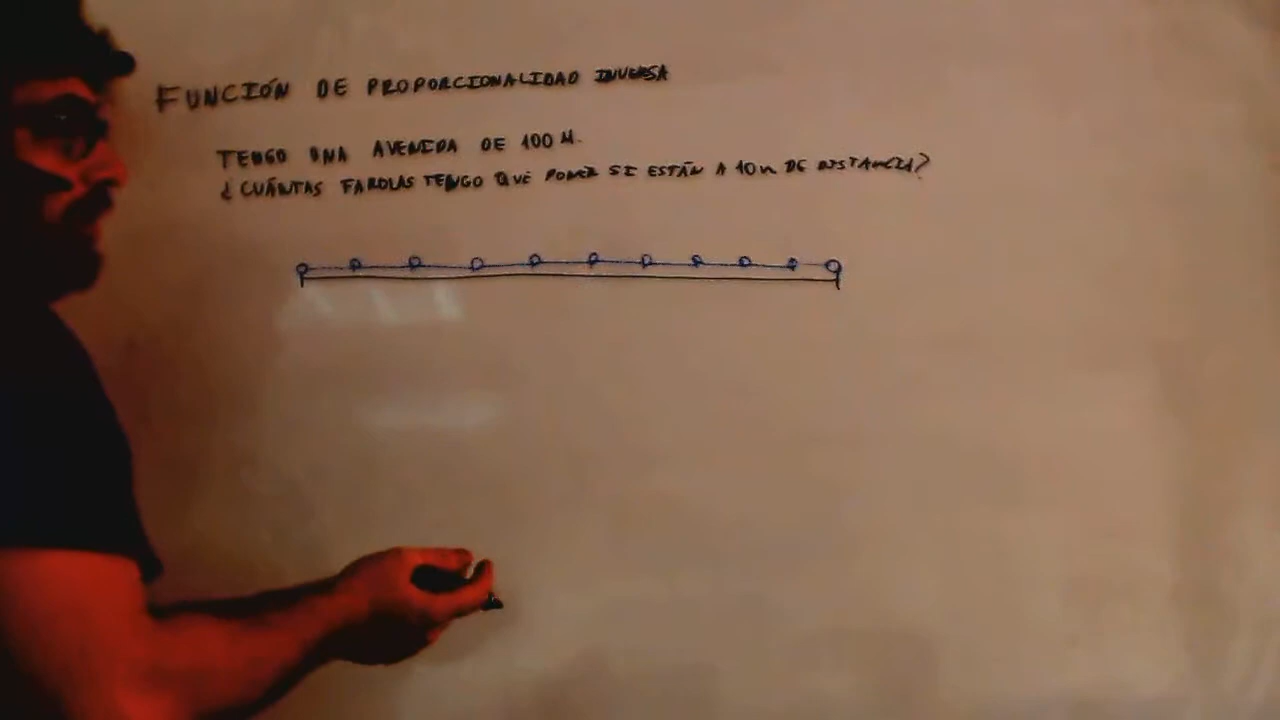 FUNCIÓN DE PROPORCIONALIDAD INVERSA
TENGO UNA AVENIDA DE 100 M.
¿CUÁNTAS FAROLAS TENGO QUE PONER SI ESTÁN A 10 M DE DISTANCIA?